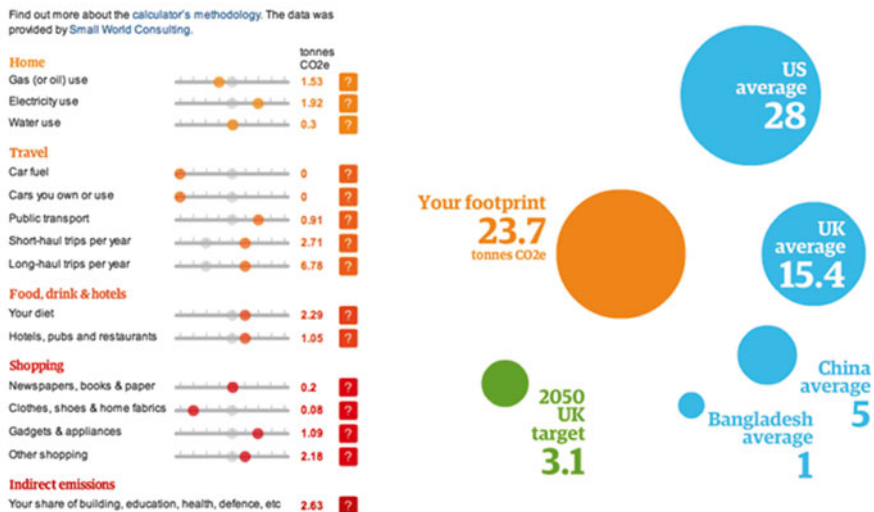 Find out more about the calculator's methodology. The data was
provided by Small World Consulting.
tonnes
CO2e
Home
Gas (or oil) use 1.53 ?
Electricity use 1.92 ?
Water use 0.3 ?
Travel
Car fuel 0 ?
Cars you own or use 0 ?
Public transport 0.91 ?
Short-haul trips per year 2.71 ?
Long-haul trips per year 6.78 ?
Food, drink & hotels
Your diet 2.29 ?
Hotels, pubs and restaurants 1.05 ?
Shopping
Newspapers, books & paper 0.2 ?
Clothes, shoes & home fabrics 0.08 ?
Gadgets & appliances 1.09 ?
Other shopping 2.18 ?
Indirect emissions
Your share of building, education, health, defence, etc 2.63 ?
US
average
28
Your footprint
23.7
tonnes CO2e
UK
average
15.4
China
average
5
2050
UK
target
3.1
Bangladesh
average
1